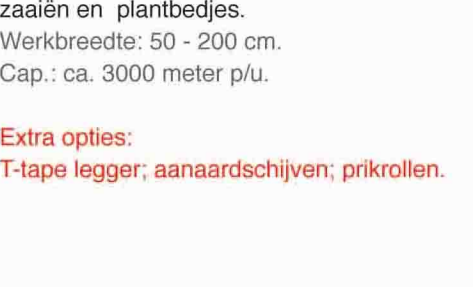 zaaiën en plantbedjes.
Werkbreedte: 50 - 200 cm.
Cap.: ca. 3000 meter p/u.
Extra opties:
T-tape legger; aanaardschijven; prikrollen.